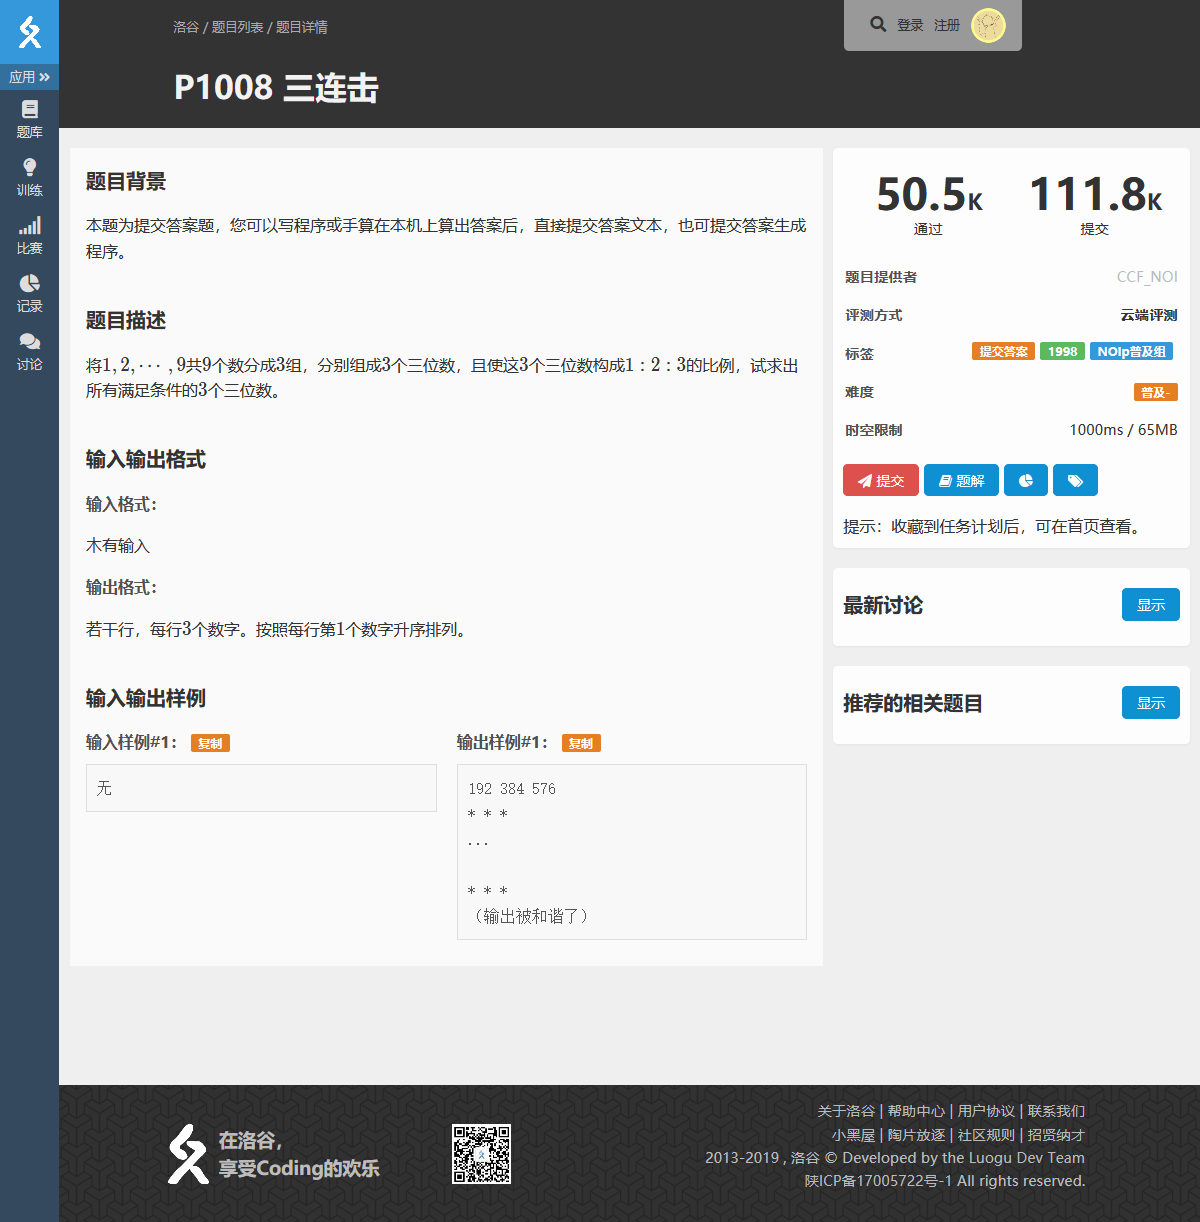 应用
题库
训练
比赛
记录
讨论
洛谷 / 题目列表 / 题目详情
登录 注册
P1008 三连击
题目背景
本题为提交答案题，您可以写程序或手算在本机上算出答案后，直接提交答案文本，也可提交答案生成
程序。
题目描述
将1, 2, ⋯ , 9共9个数分成3组，分别组成3个三位数，且使这3个三位数构成1 : 2 : 3的比例，试求出
所有满足条件的3个三位数。
输入输出格式
输入格式：
木有输入
输出格式：
若干行，每行3个数字。按照每行第1个数字升序排列。
输入输出样例
输入样例#1： 复制
无
输出样例#1： 复制
192 384 576
* * *
...
* * *
（输出被和谐了）
50.5K
通过
111.8K
提交
题目提供者 CCF_NOI
评测方式 云端评测
标签 提交答案 1998 NOIp普及组
难度 普及-
时空限制 1000ms / 65MB
提交 题解
提示：收藏到任务计划后，可在首页查看。
最新讨论 显示
推荐的相关题目 显示
在洛谷，
享受Coding的欢乐
关于洛谷 | 帮助中心 | 用户协议 | 联系我们
小黑屋 | 陶片放逐 | 社区规则 | 招贤纳才
2013-2019 , 洛谷 © Developed by the Luogu Dev Team
陕ICP备17005722号-1 All rights reserved.